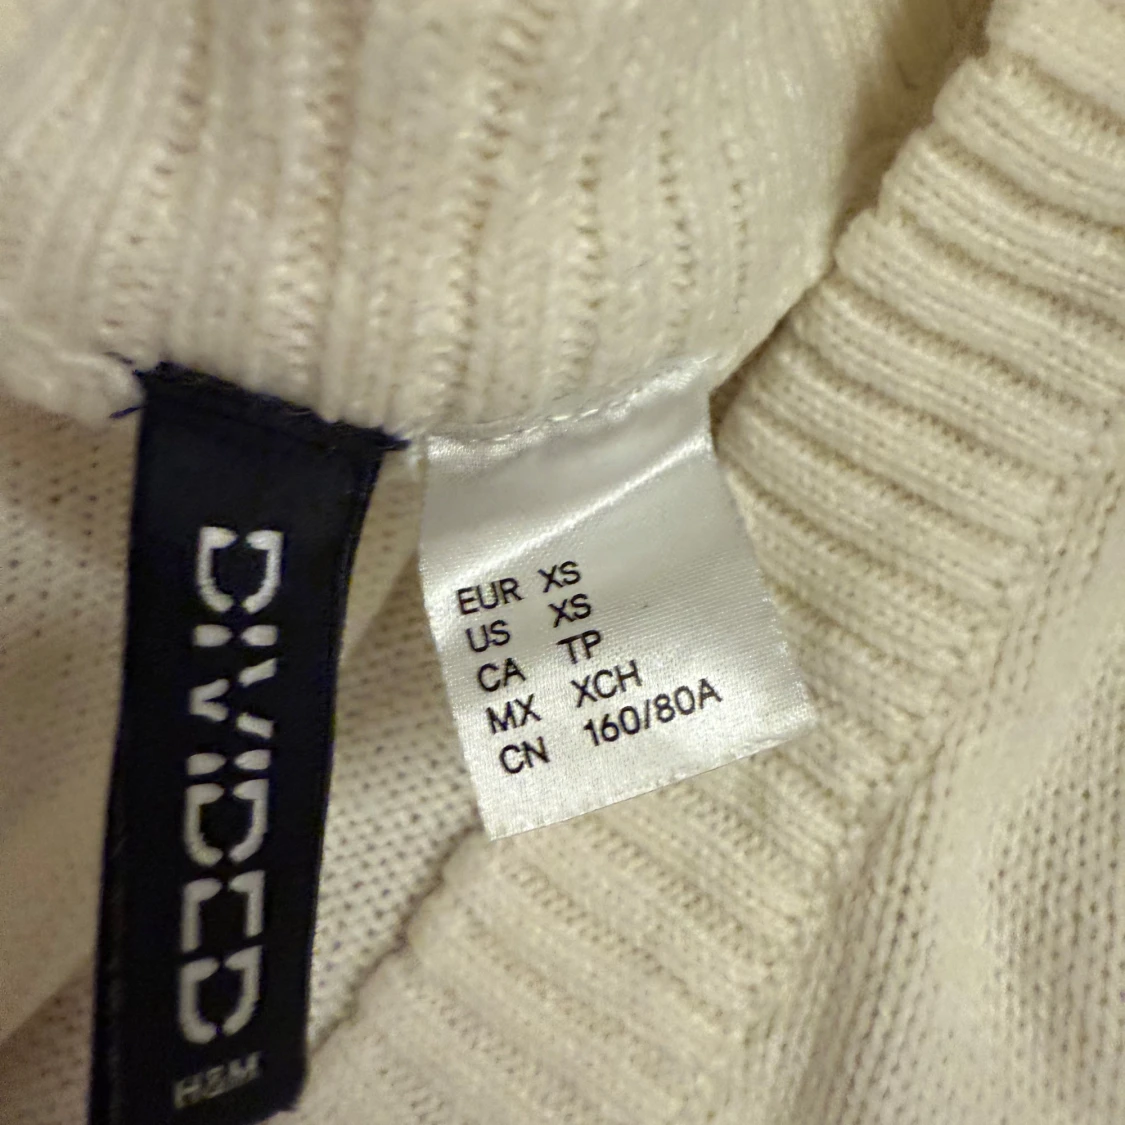 DIVIDED
H&M
EUR XS
US XS
CA TP
MX XCH
CN 160/80A